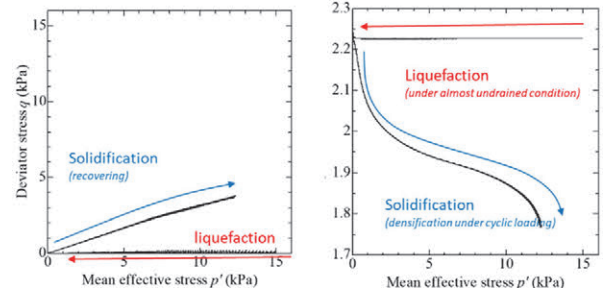 15
10
5
0
Deviator stress q (kPa)
Solidification
(recovering)
liquefaction
0
5
10
15
Mean effective stress p′ (kPa)
2.3
2.2
2.1
2
1.9
1.8
1.7
Liquefaction
(under almost undrained condition)
Solidification
(densification under cyclic loading)
0
5
10
15
Mean effective stress p′ (kPa)